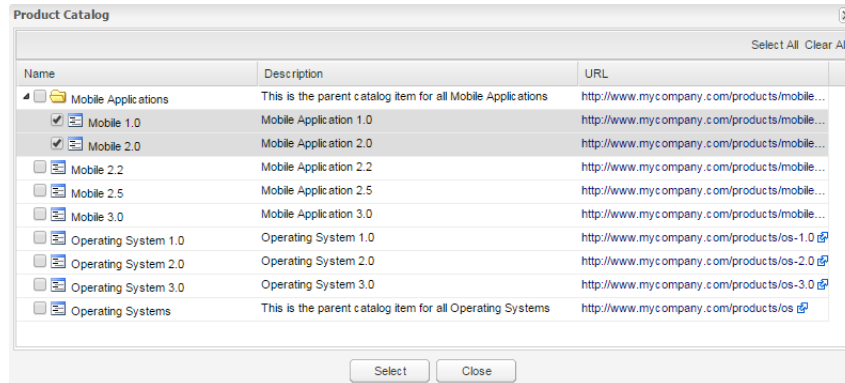 Product Catalog
Select All Clear Al
Name Description URL
Mobile Applications This is the parent catalog item for all Mobile Applications http://www.mycompany.com/products/mobile...
Mobile 1.0 Mobile Application 1.0 http://www.mycompany.com/products/mobile...
Mobile 2.0 Mobile Application 2.0 http://www.mycompany.com/products/mobile...
Mobile 2.2 Mobile Application 2.2 http://www.mycompany.com/products/mobile...
Mobile 2.5 Mobile Application 2.5 http://www.mycompany.com/products/mobile...
Mobile 3.0 Mobile Application 3.0 http://www.mycompany.com/products/mobile...
Operating System 1.0 Operating System 1.0 http://www.mycompany.com/products/os-1.0
Operating System 2.0 Operating System 2.0 http://www.mycompany.com/products/os-2.0
Operating System 3.0 Operating System 3.0 http://www.mycompany.com/products/os-3.0
Operating Systems This is the parent catalog item for all Operating Systems http://www.mycompany.com/products/os
Select Close